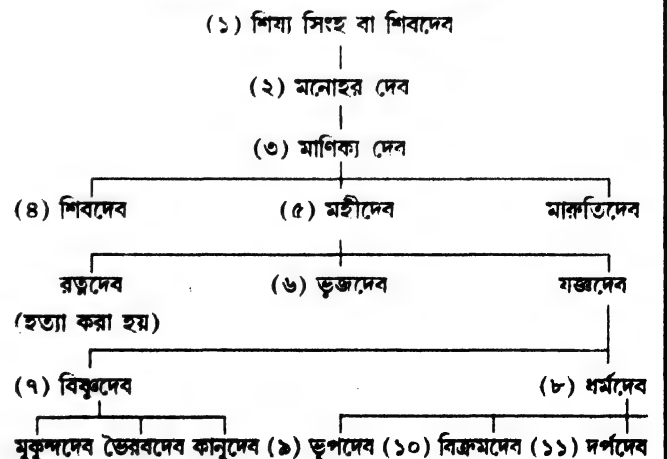 (১) শিষ্যা সিংহ বা শিবদেব
(২) মনোহর দেব
(৩) মাণিক্য দেব
(৪) শিবদেব (৫) মহীদেব মারুতিদেব
রত্নদেব (৬) ভুজদেব যজ্ঞদেব
(হত্যা করা হয়)
(৭) বিষ্ণুদেব (৮) ধর্মদেব
মুকুন্দদেব ভৈরবদেব কানুদেব (৯) ভূপদেব (১০) বিক্রমদেব (১১) দর্পদেব